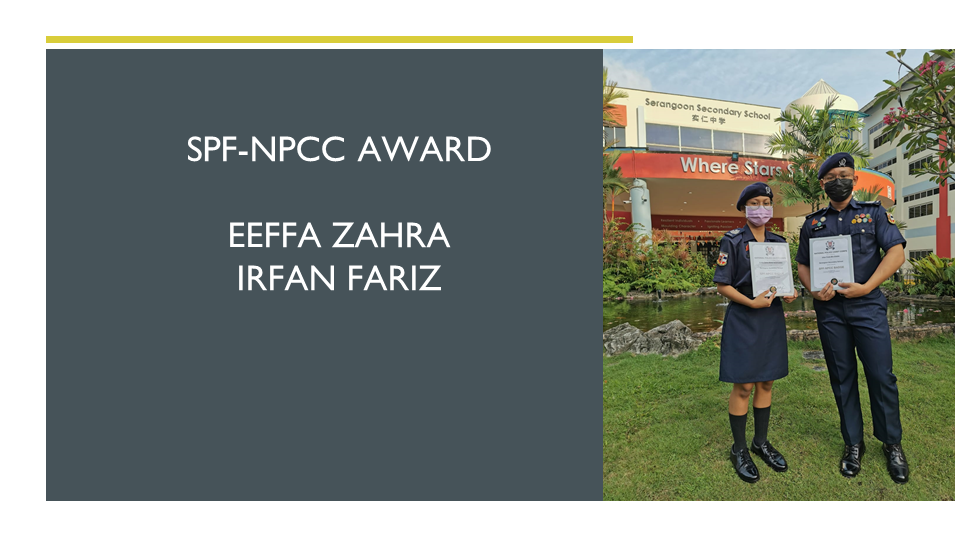 SPF-NPCC AWARD
EEFFA ZAHRA
IRFAN FARIZ
Serangoon Secondary School
实仁中学
Where Stars S